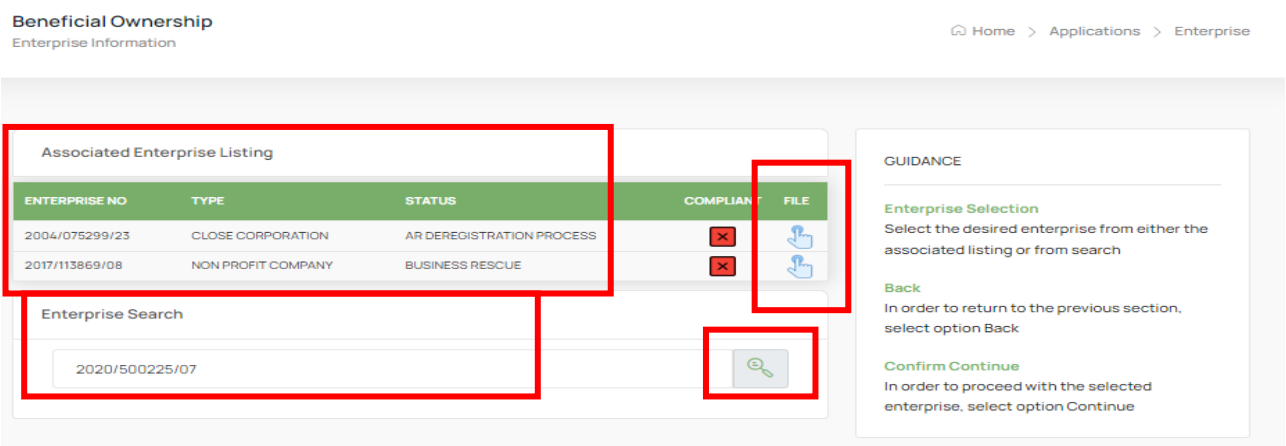 Beneficial Ownership
Enterprise Information
Home > Applications > Enterprise
Associated Enterprise Listing
ENTERPRISE NO TYPE STATUS COMPLIANT FILE
2004/075299/23 CLOSE CORPORATION AR DEREGISTRATION PROCESS
2017/113869/08 NON PROFIT COMPANY BUSINESS RESCUE
Enterprise Search
2020/500225/07
GUIDANCE
Enterprise Selection
Select the desired enterprise from either the
associated listing or from search
Back
In order to return to the previous section,
select option Back
Confirm Continue
In order to proceed with the selected
enterprise, select option Continue